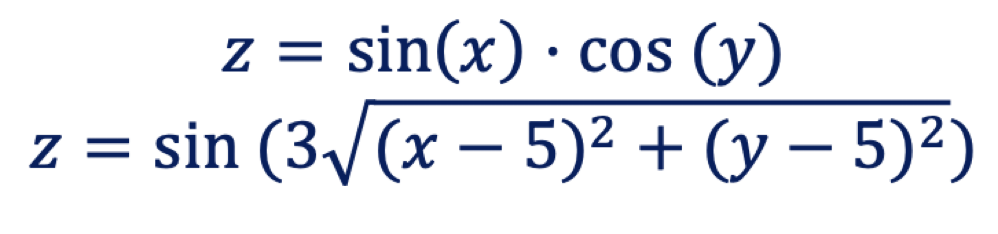 z = sin(x) · cos (y)
z = sin (3√(x − 5)² + (y − 5)²)